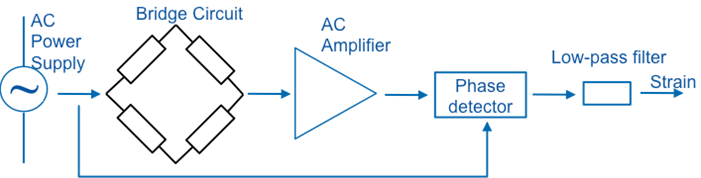 AC
Power
Supply
Bridge Circuit
AC
Amplifier
Phase
detector
Low-pass filter
Strain